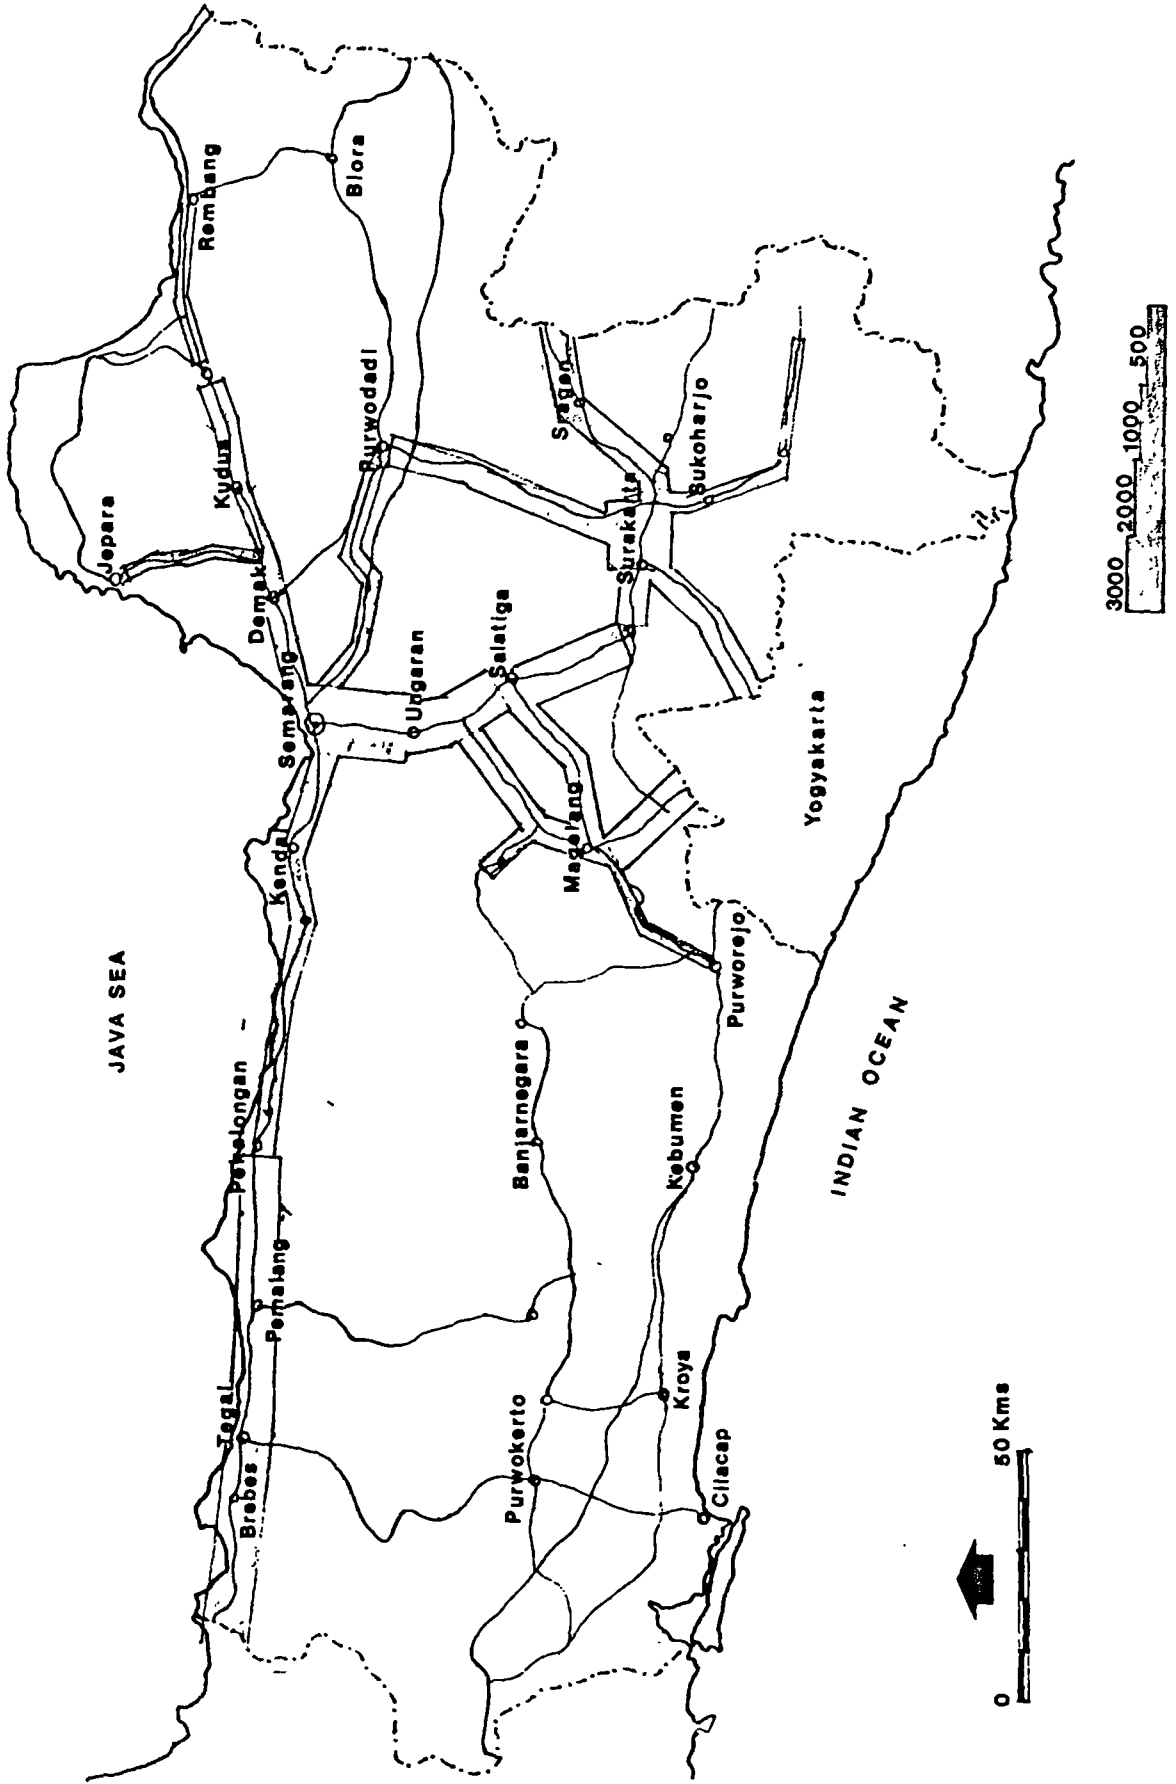 JAVA SEA
Rembang
Blora
Jepara
Kudus
Purwodadi
Demak
Semarang
Ungaran
Salatiga
Sragen
Surakarta
Sukoharjo
Kendal
Magelang
Yogyakarta
Purworejo
Pekalongan
Pemalang
Banjarnegara
Kebumen
Tegal
Brebes
Purwokerto
Kroya
Cilacap
INDIAN OCEAN
0 50 Kms
3000 2000 1000 500